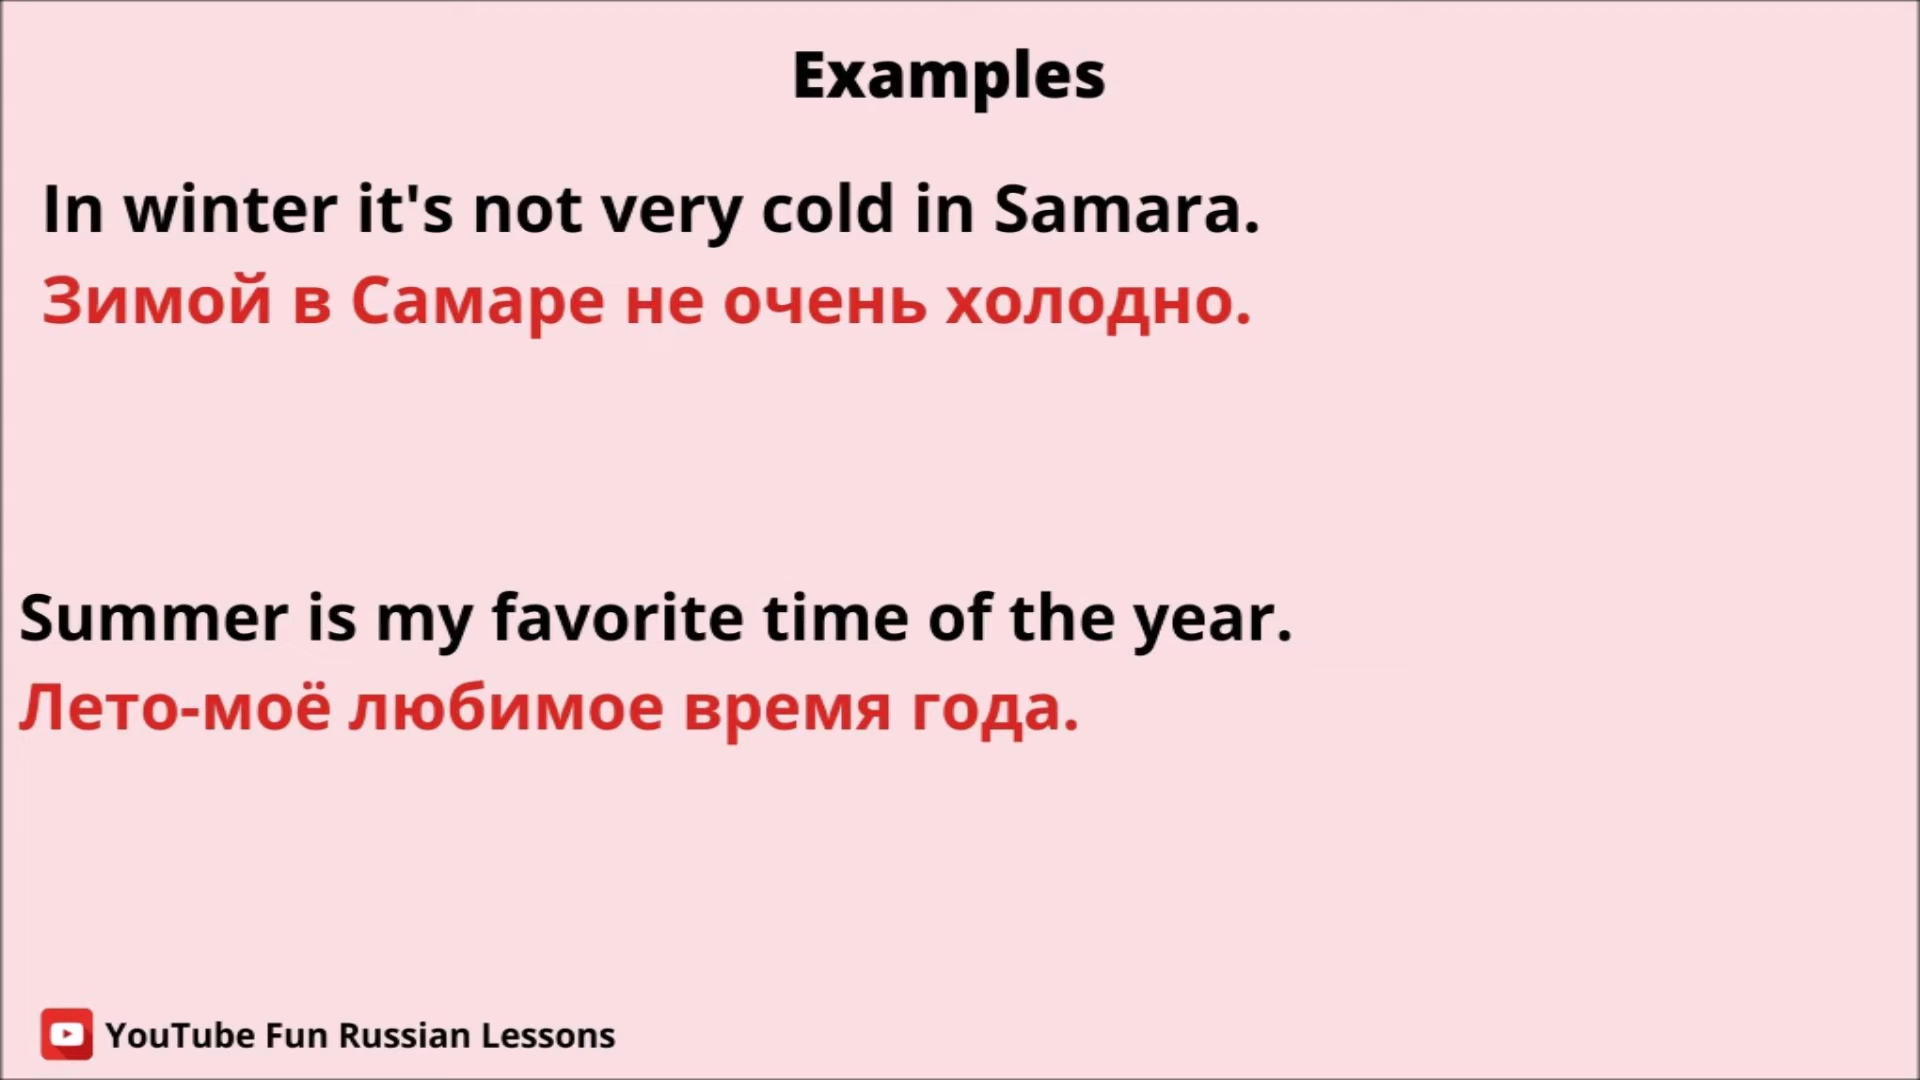 Examples
In winter it's not very cold in Samara.
Зимой в Самаре не очень холодно.
Summer is my favorite time of the year.
Лето-моё любимое время года.
YouTube Fun Russian Lessons